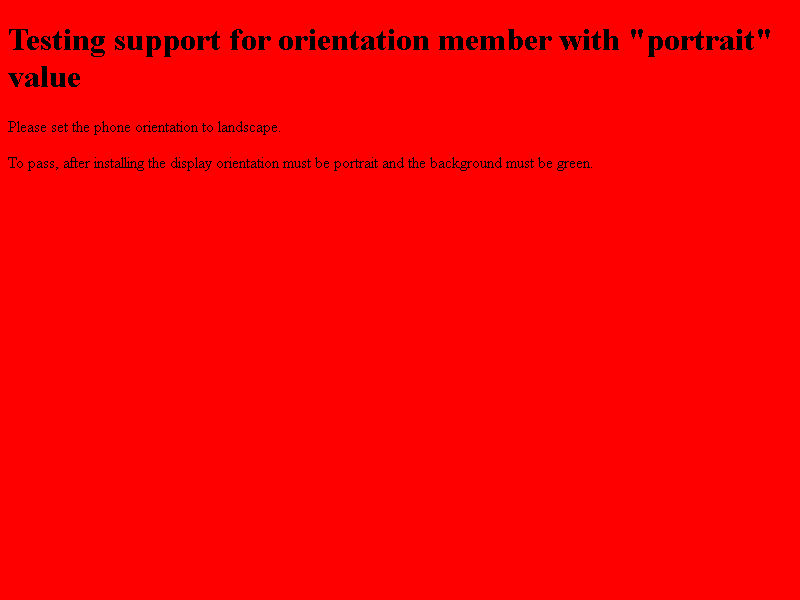 Testing support for orientation member with "portrait"
value
Please set the phone orientation to landscape.
To pass, after installing the display orientation must be portrait and the background must be green.